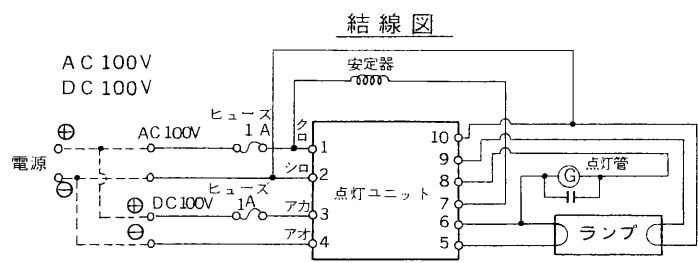 結線図
AC100V
DC100V
安定器
ヒューズ
1A
クロ
AC100V
⊕
電源
⊖
1
シロ
2
ヒューズ
1A
⊕
DC100V
アカ
3
⊖
アオ
4
点灯ユニット
10
9
8
7
6
5
G
点灯管
ランプ